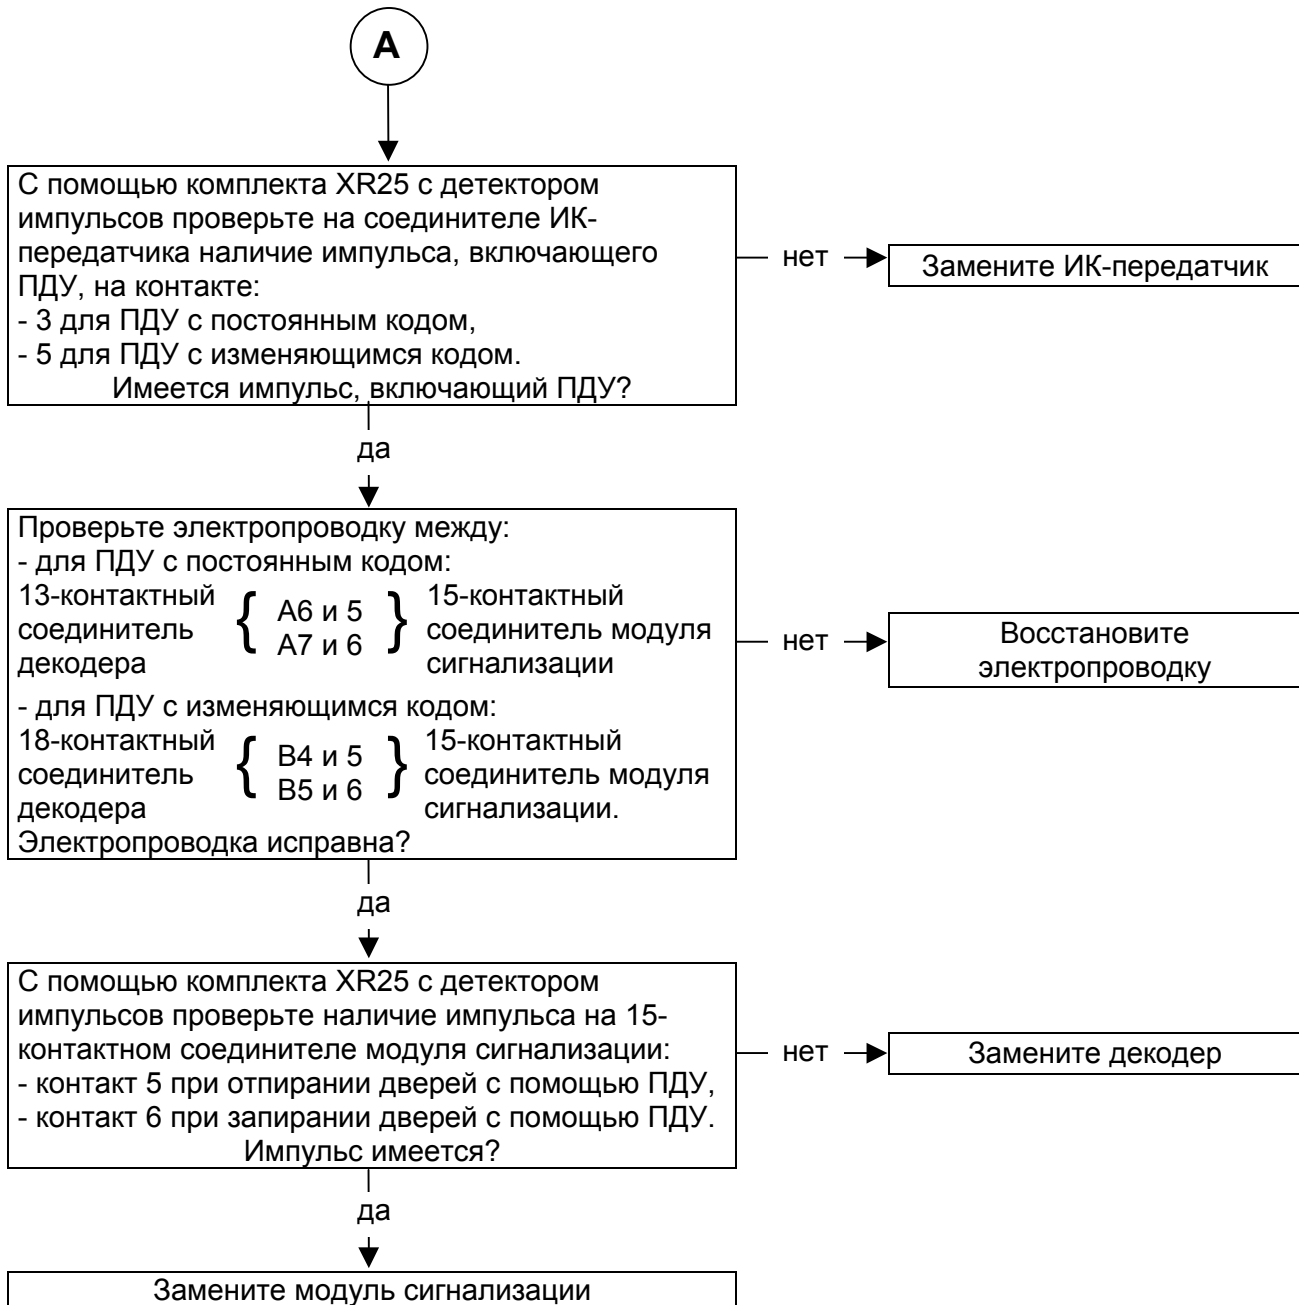 A
С помощью комплекта XR25 с детектором
импульсов проверьте на соединителе ИК-
передатчика наличие импульса, включающего
ПДУ, на контакте:
- 3 для ПДУ с постоянным кодом,
- 5 для ПДУ с изменяющимся кодом.
Имеется импульс, включающий ПДУ?
нет
Замените ИК-передатчик
да
Проверьте электропроводку между:
- для ПДУ с постоянным кодом:
13-контактный { А6 и 5 } 15-контактный
соединитель А7 и 6 соединитель модуля
декодера сигнализации
- для ПДУ с изменяющимся кодом:
18-контактный { В4 и 5 } 15-контактный
соединитель В5 и 6 соединитель модуля
декодера сигнализации.
Электропроводка исправна?
нет
Восстановите
электропроводку
да
С помощью комплекта XR25 с детектором
импульсов проверьте наличие импульса на 15-
контактном соединителе модуля сигнализации:
- контакт 5 при отпирании дверей с помощью ПДУ,
- контакт 6 при запирании дверей с помощью ПДУ.
Импульс имеется?
нет
Замените декодер
да
Замените модуль сигнализации